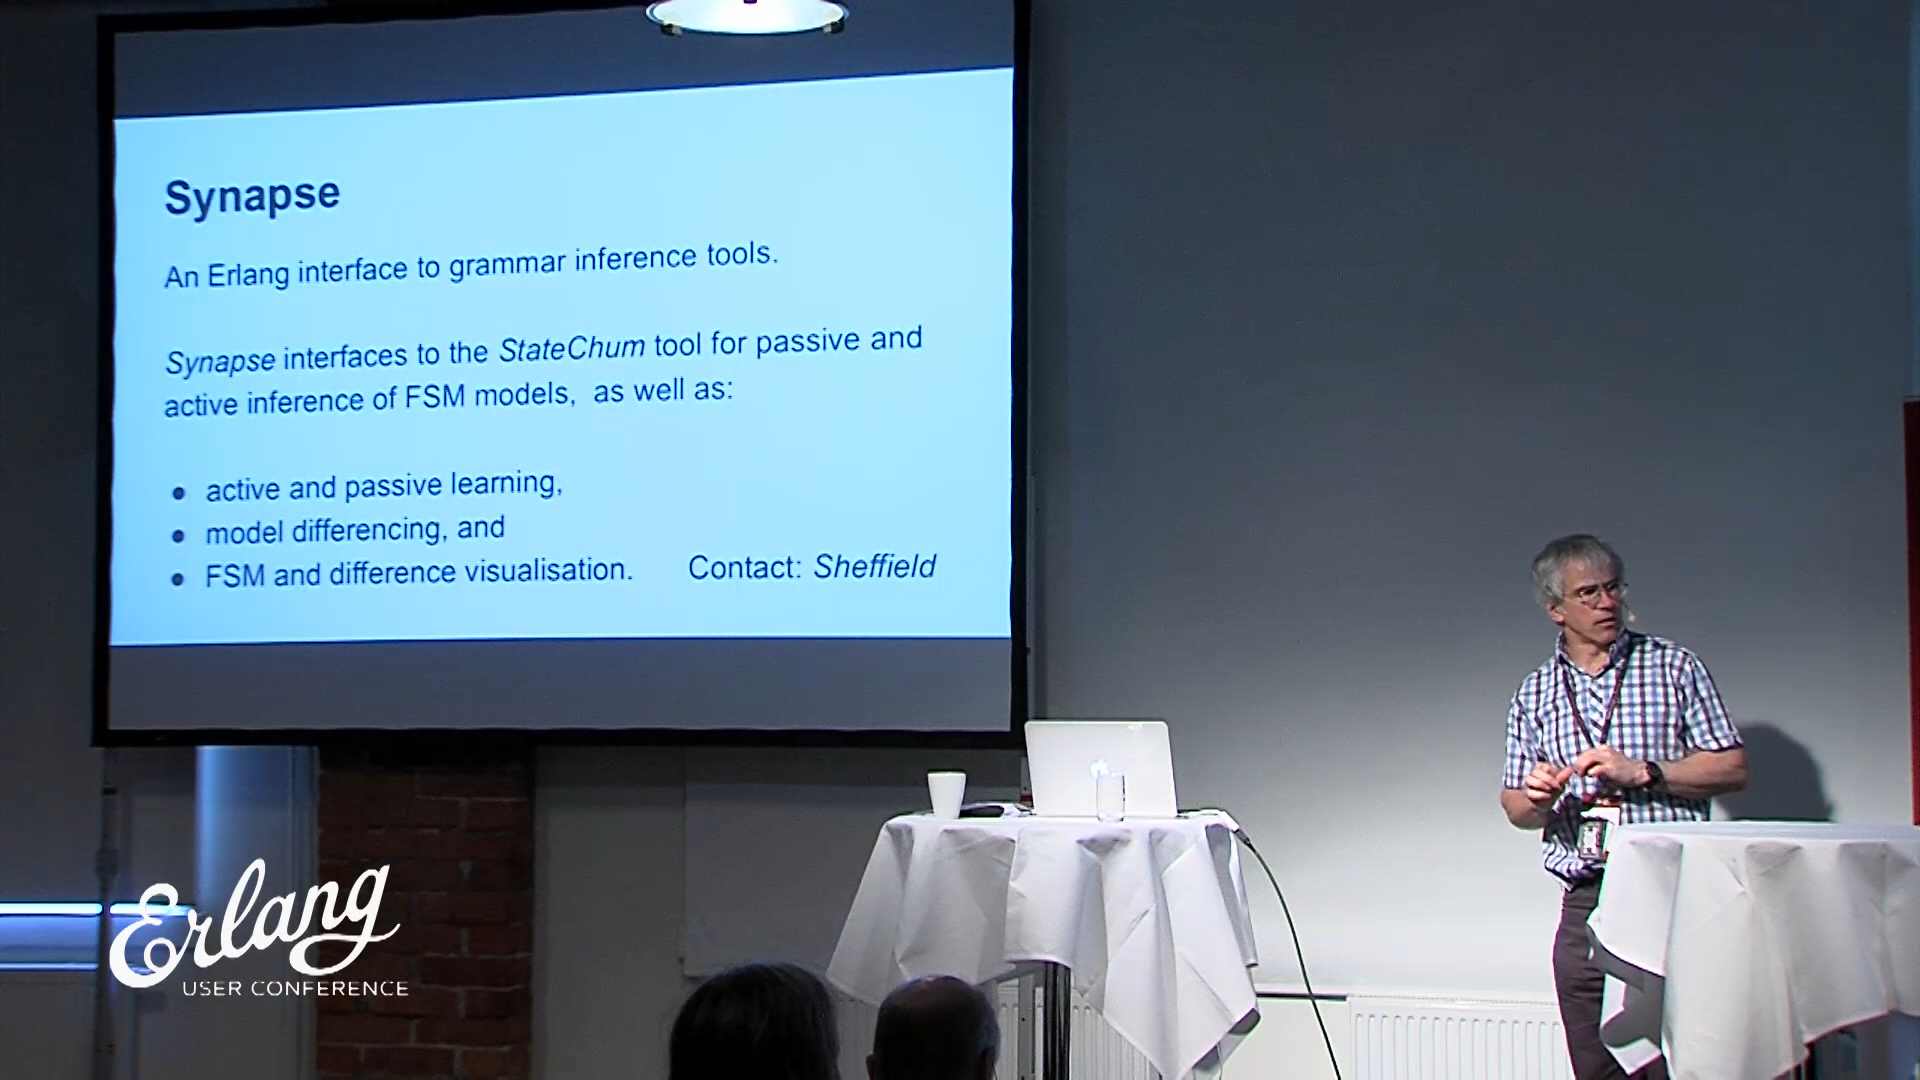 Synapse
An Erlang interface to grammar inference tools.
Synapse interfaces to the StateChum tool for passive and
active inference of FSM models,  as well as:
● active and passive learning,
● model differencing, and
● FSM and difference visualisation. Contact: Sheffield
Erlang
USER CONFERENCE